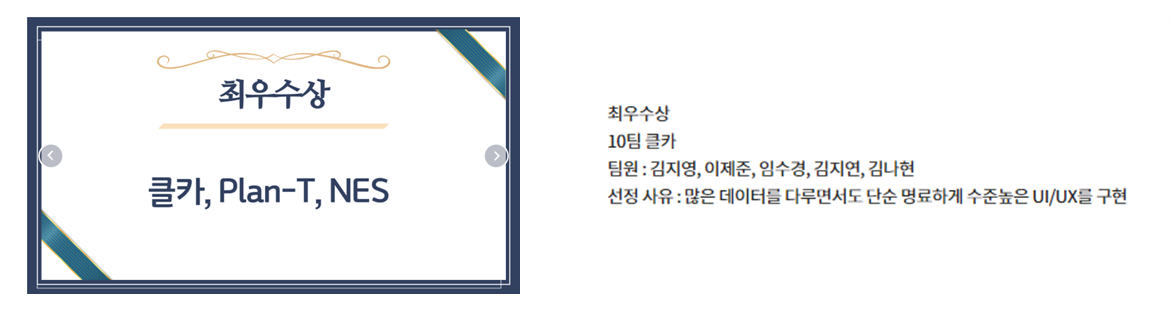 최우수상
클카, Plan-T, NES
최우수상
10팀 클카
팀원 : 김지영, 이제준, 임수경, 김지연, 김나현
선정 사유 : 많은 데이터를 다루면서도 단순 명료하게 수준높은 UI/UX를 구현